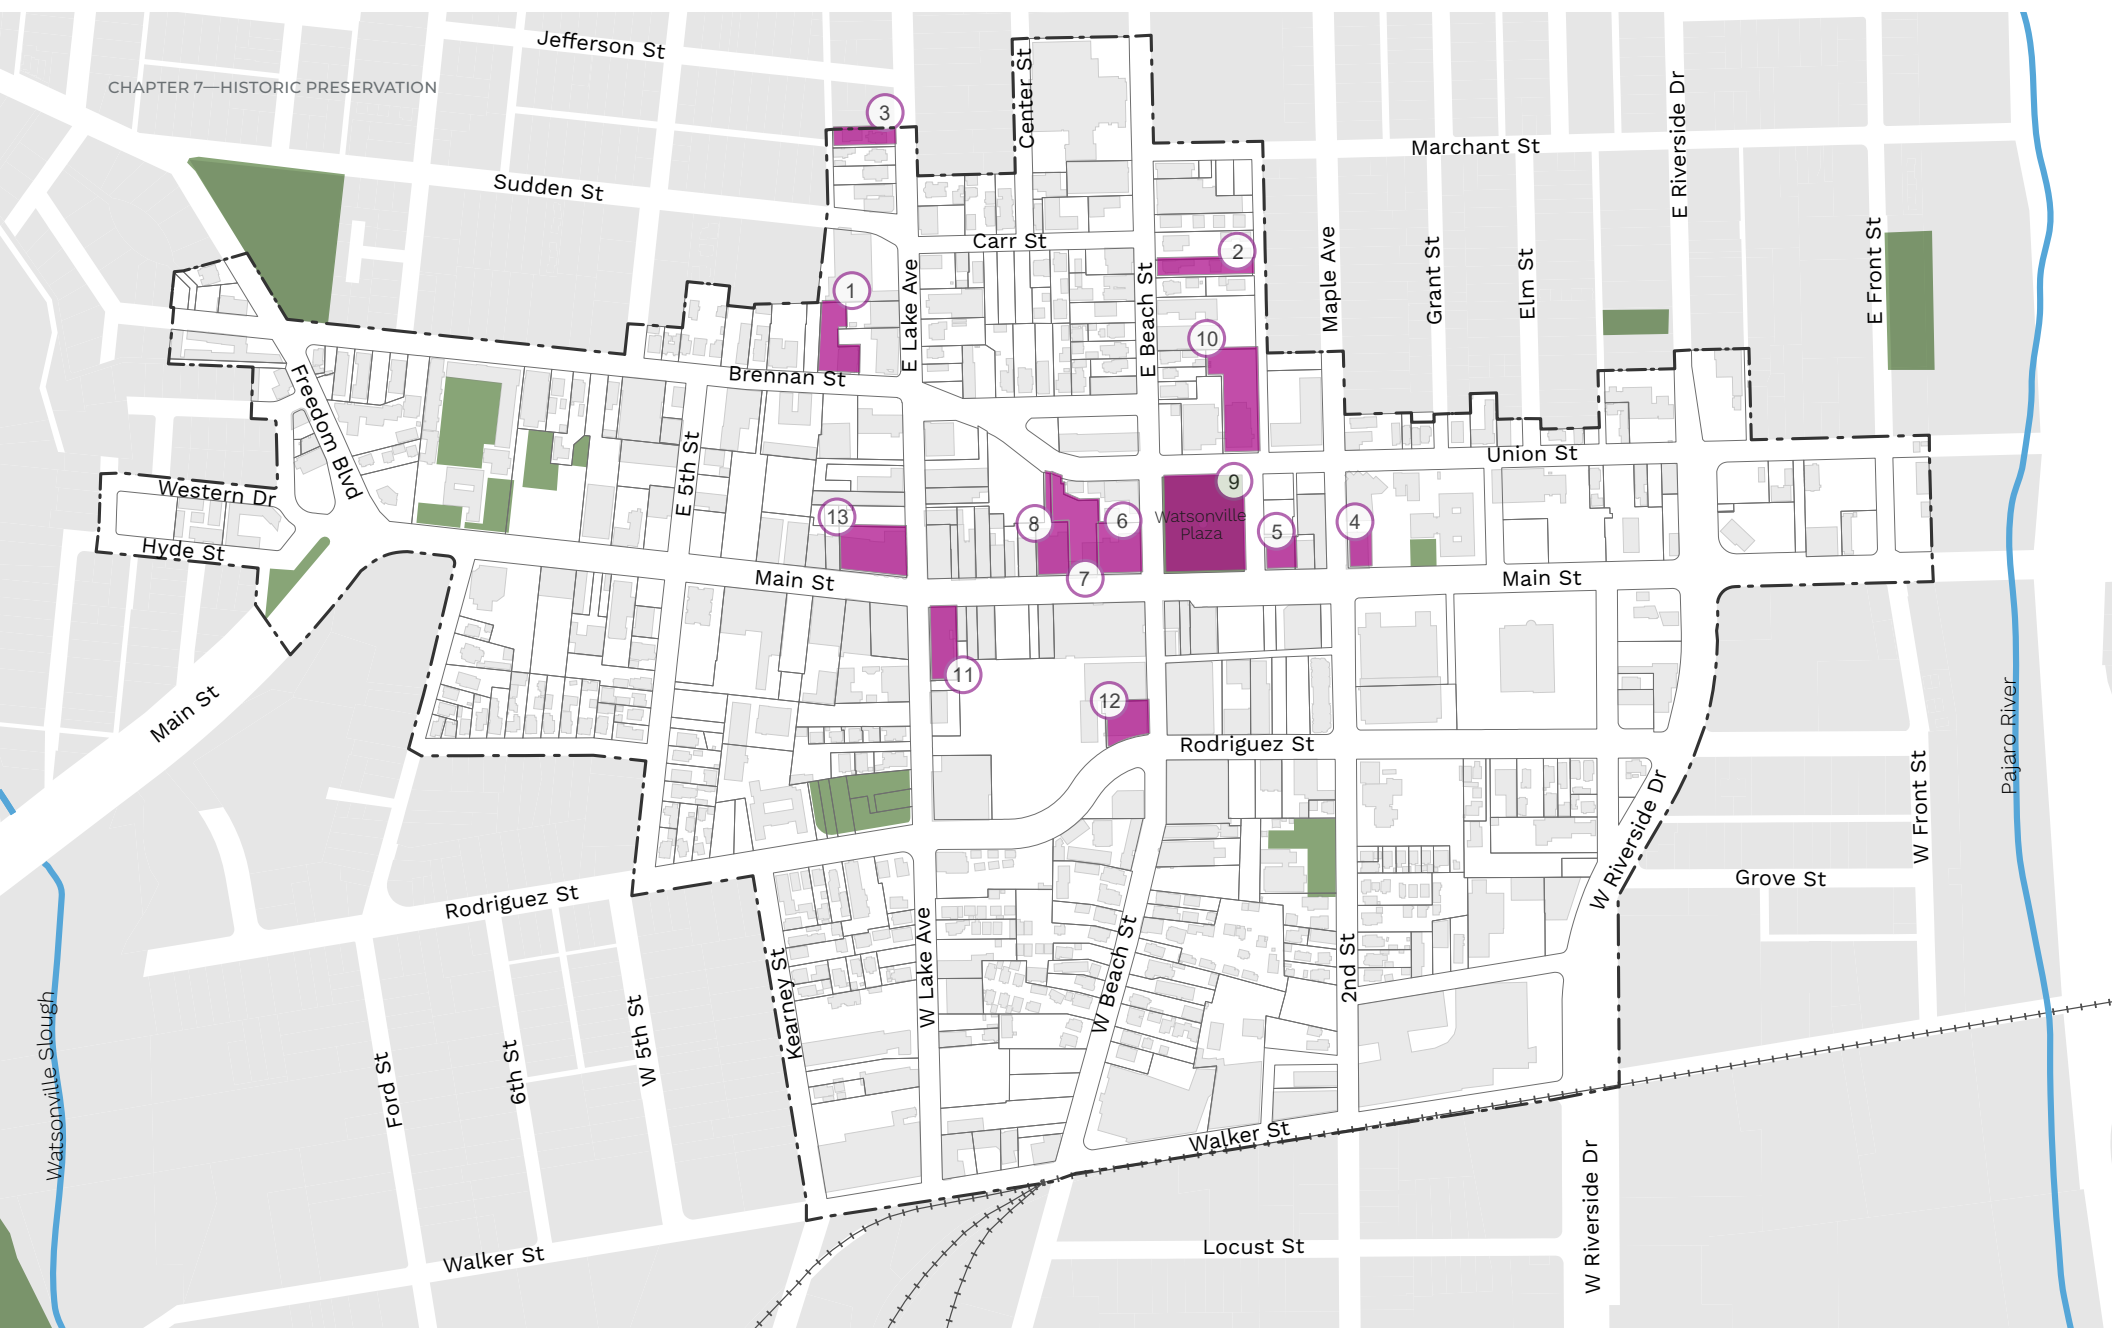 Jefferson St
CHAPTER 7—HISTORIC PRESERVATION
Center St
3
Marchant St
E Riverside Dr
Sudden St
Carr St
2
Maple Ave
Grant St
Elm St
E Front St
1
E Lake Ave
E Beach St
10
Brennan St
Freedom Blvd
E 5th St
Union St
Western Dr
9
13
8
6
Watsonville
Plaza
5
4
Hyde St
Main St
7
Main St
11
12
Main St
Rodriguez St
Pajaro River
W Riverside Dr
W Front St
Grove St
Rodriguez St
Kearney St
W Lake Ave
W Beach St
2nd St
Watsonville Slough
Ford St
6th St
W 5th St
Walker St
W Riverside Dr
Walker St
Locust St